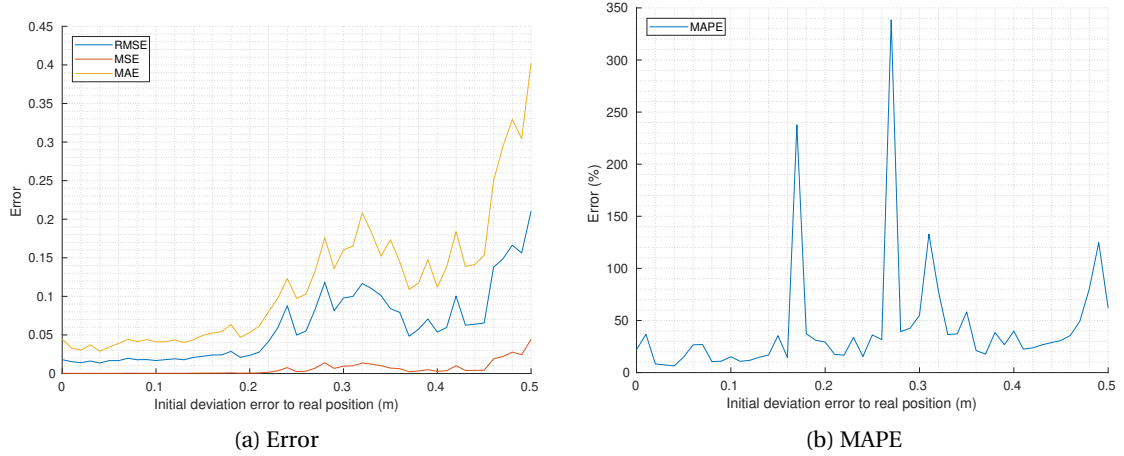 0.45
0.4
0.35
0.3
0.25
0.2
0.15
0.1
0.05
0
Error
RMSE
MSE
MAE
0 0.1 0.2 0.3 0.4 0.5
Initial deviation error to real position (m)
(a) Error
350
300
250
200
150
100
50
0
Error (%)
MAPE
0 0.1 0.2 0.3 0.4 0.5
Initial deviation error to real position (m)
(b) MAPE